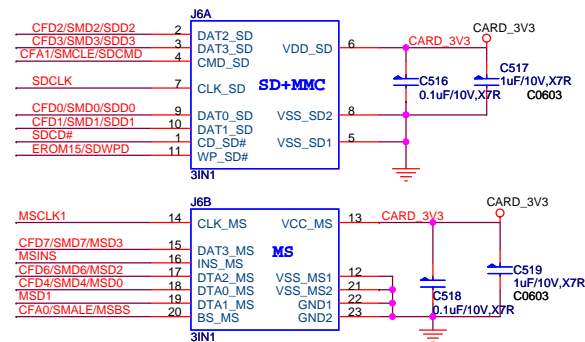 J6A
CARD_3V3
CFD2/SMD2/SDD2 2 DAT2_SD
CFD3/SMD3/SDD3 3 DAT3_SD VDD_SD 6 CARD_3V3
CFA1/SMCLE/SDCMD 4 CMD_SD
SDCLK 7 CLK_SD SD+MMC
C516
0.1uF/10V,X7R
C517
1uF/10V,X7R
C0603
CFD0/SMD0/SDD0 9 DAT0_SD VSS_SD2 8
CFD1/SMD1/SDD1 10 DAT1_SD
SDCD# 1 CD_SD# VSS_SD1 5
EROM15/SDWPD 11 WP_SD#
3IN1
J6B
CARD_3V3
MSCLK1 14 CLK_MS VCC_MS 13 CARD_3V3
CFD7/SMD7/MSD3 15 DAT3_MS MS
MSINS 16 INS_MS
CFD6/SMD6/MSD2 17 DTA2_MS VSS_MS1 12
CFD4/SMD4/MSD0 18 DTA0_MS VSS_MS2 21
MSD1 19 DTA1_MS GND1 22
CFA0/SMALE/MSBS 20 BS_MS GND2 23
C519
1uF/10V,X7R
C0603
C518
0.1uF/10V,X7R
3IN1